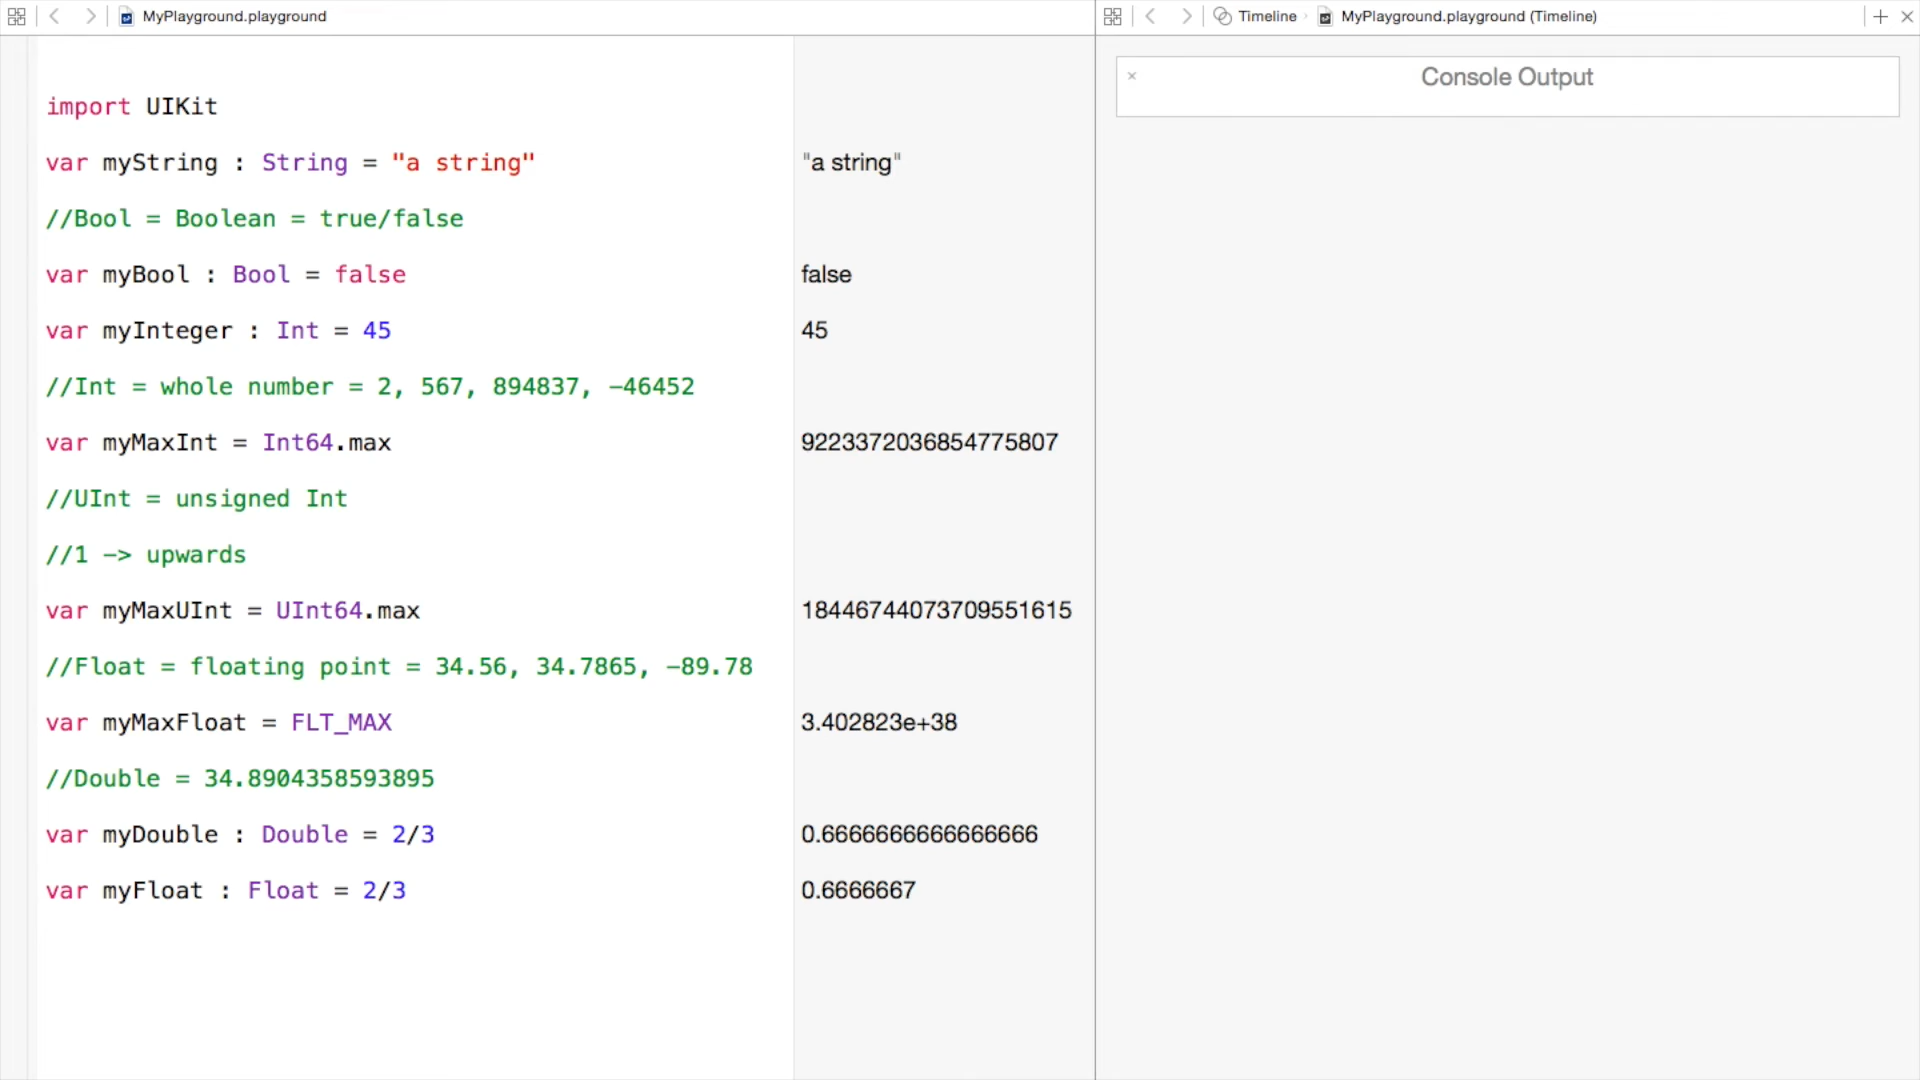 MyPlayground.playground
Timeline
MyPlayground.playground (Timeline)
Console Output
import UIKit
var myString : String = "a string"
"a string"
//Bool = Boolean = true/false
var myBool : Bool = false
false
var myInteger : Int = 45
45
//Int = whole number = 2, 567, 894837, -46452
var myMaxInt = Int64.max
9223372036854775807
//UInt = unsigned Int
//1 -> upwards
var myMaxUInt = UInt64.max
18446744073709551615
//Float = floating point = 34.56, 34.7865, -89.78
var myMaxFloat = FLT_MAX
3.402823e+38
//Double = 34.8904358593895
var myDouble : Double = 2/3
0.6666666666666666
var myFloat : Float = 2/3
0.6666667